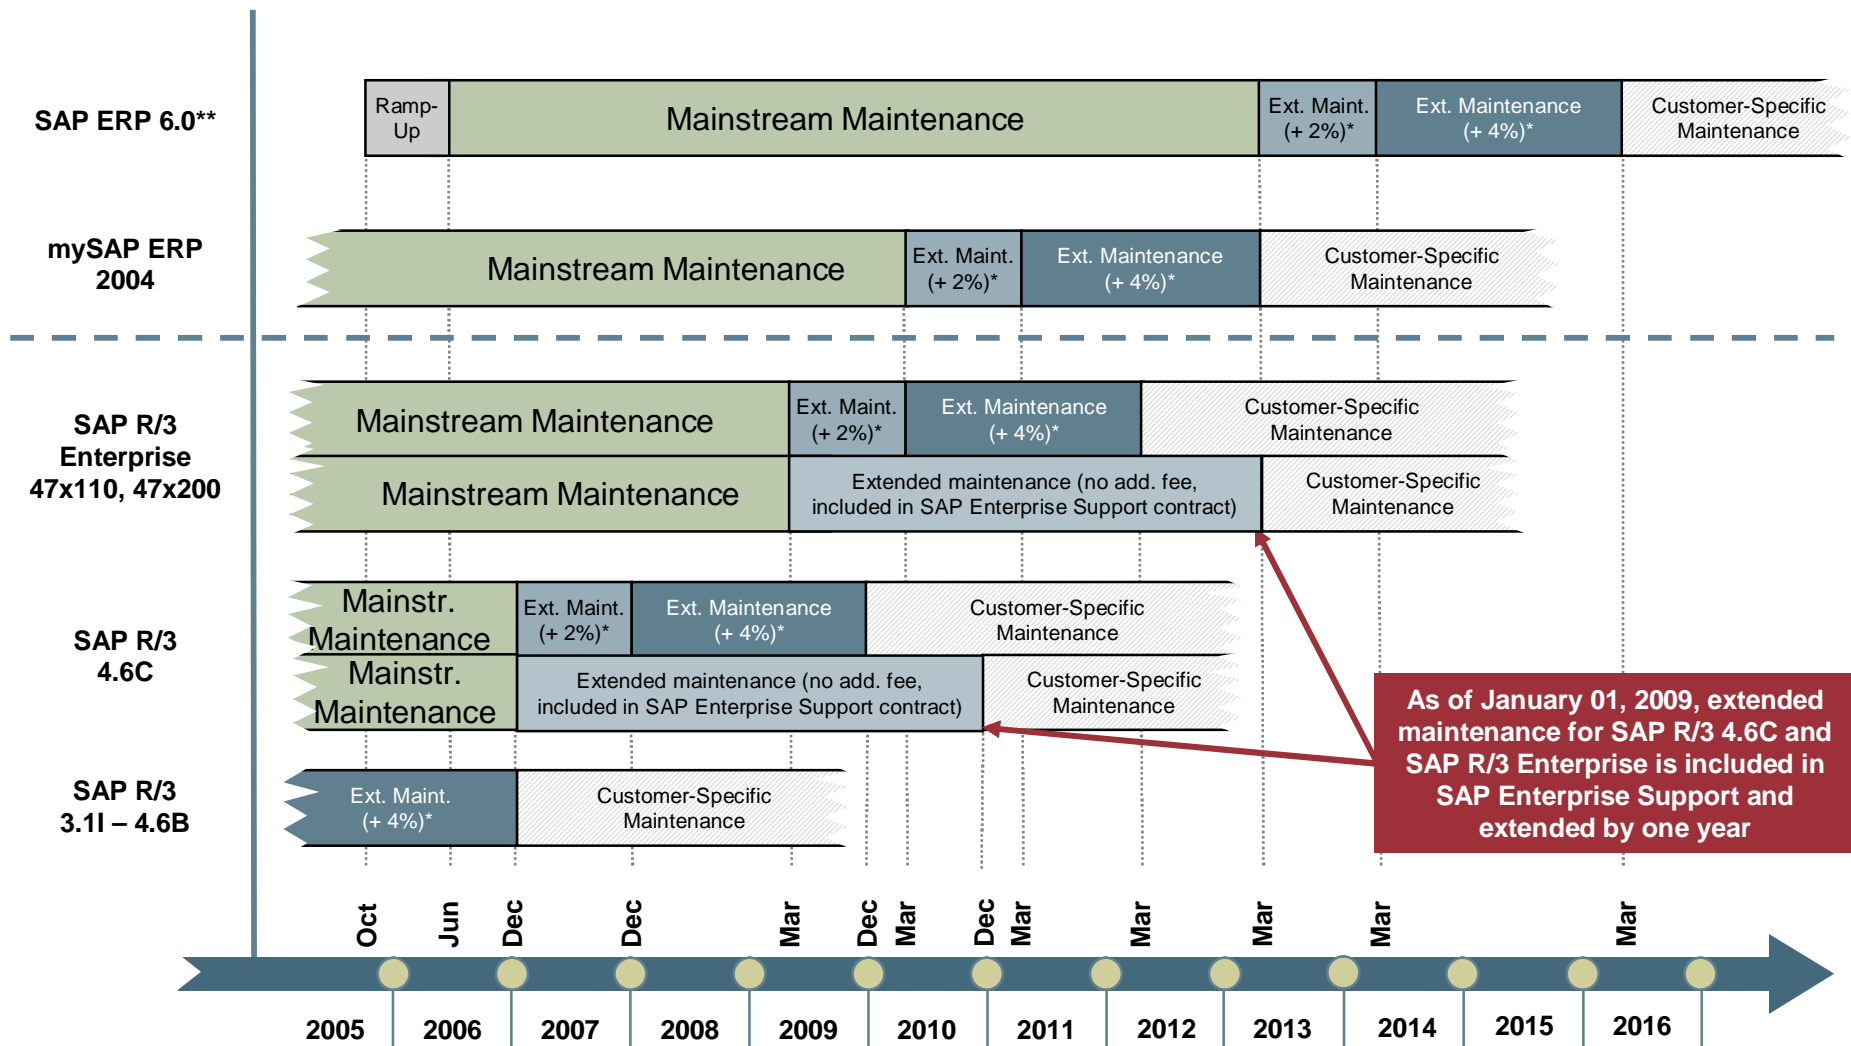 SAP ERP 6.0**
Ramp-
Up
Mainstream Maintenance
Ext. Maint.
(+ 2%)*
Ext. Maintenance
(+ 4%)*
Customer-Specific
Maintenance
mySAP ERP
2004
Mainstream Maintenance
Ext. Maint.
(+ 2%)*
Ext. Maintenance
(+ 4%)*
Customer-Specific
Maintenance
SAP R/3
Enterprise
47x110, 47x200
Mainstream Maintenance
Ext. Maint.
(+ 2%)*
Ext. Maintenance
(+ 4%)*
Customer-Specific
Maintenance
Mainstream Maintenance
Extended maintenance (no add. fee,
included in SAP Enterprise Support contract)
Customer-Specific
Maintenance
SAP R/3
4.6C
Mainstr.
Maintenance
Ext. Maint.
(+ 2%)*
Ext. Maintenance
(+ 4%)*
Customer-Specific
Maintenance
Mainstr.
Maintenance
Extended maintenance (no add. fee,
included in SAP Enterprise Support contract)
Customer-Specific
Maintenance
As of January 01, 2009, extended
maintenance for SAP R/3 4.6C and
SAP R/3 Enterprise is included in
SAP Enterprise Support and
extended by one year
SAP R/3
3.1I – 4.6B
Ext. Maint.
(+ 4%)*
Customer-Specific
Maintenance
Oct
Jun
Dec
Dec
Mar
Dec
Mar
Dec
Mar
Mar
Mar
Mar
Mar
2005
2006
2007
2008
2009
2010
2011
2012
2013
2014
2015
2016